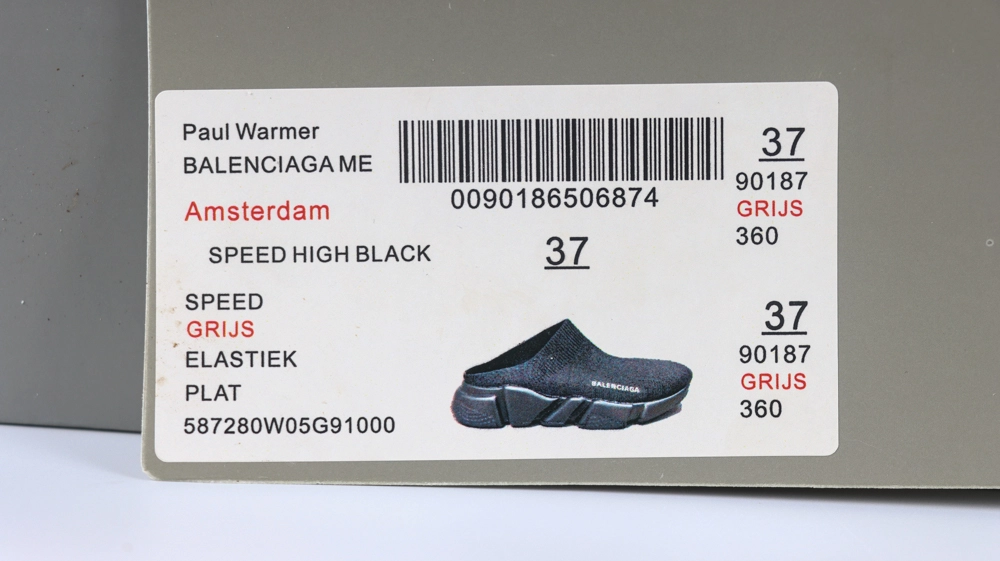 Paul Warmer
BALENCIAGA ME
Amsterdam
SPEED HIGH BLACK
SPEED
GRIJS
ELASTIEK
PLAT
587280W05G91000
0090186506874
37
BALENCIAGA
37
90187
GRIJS
360
37
90187
GRIJS
360